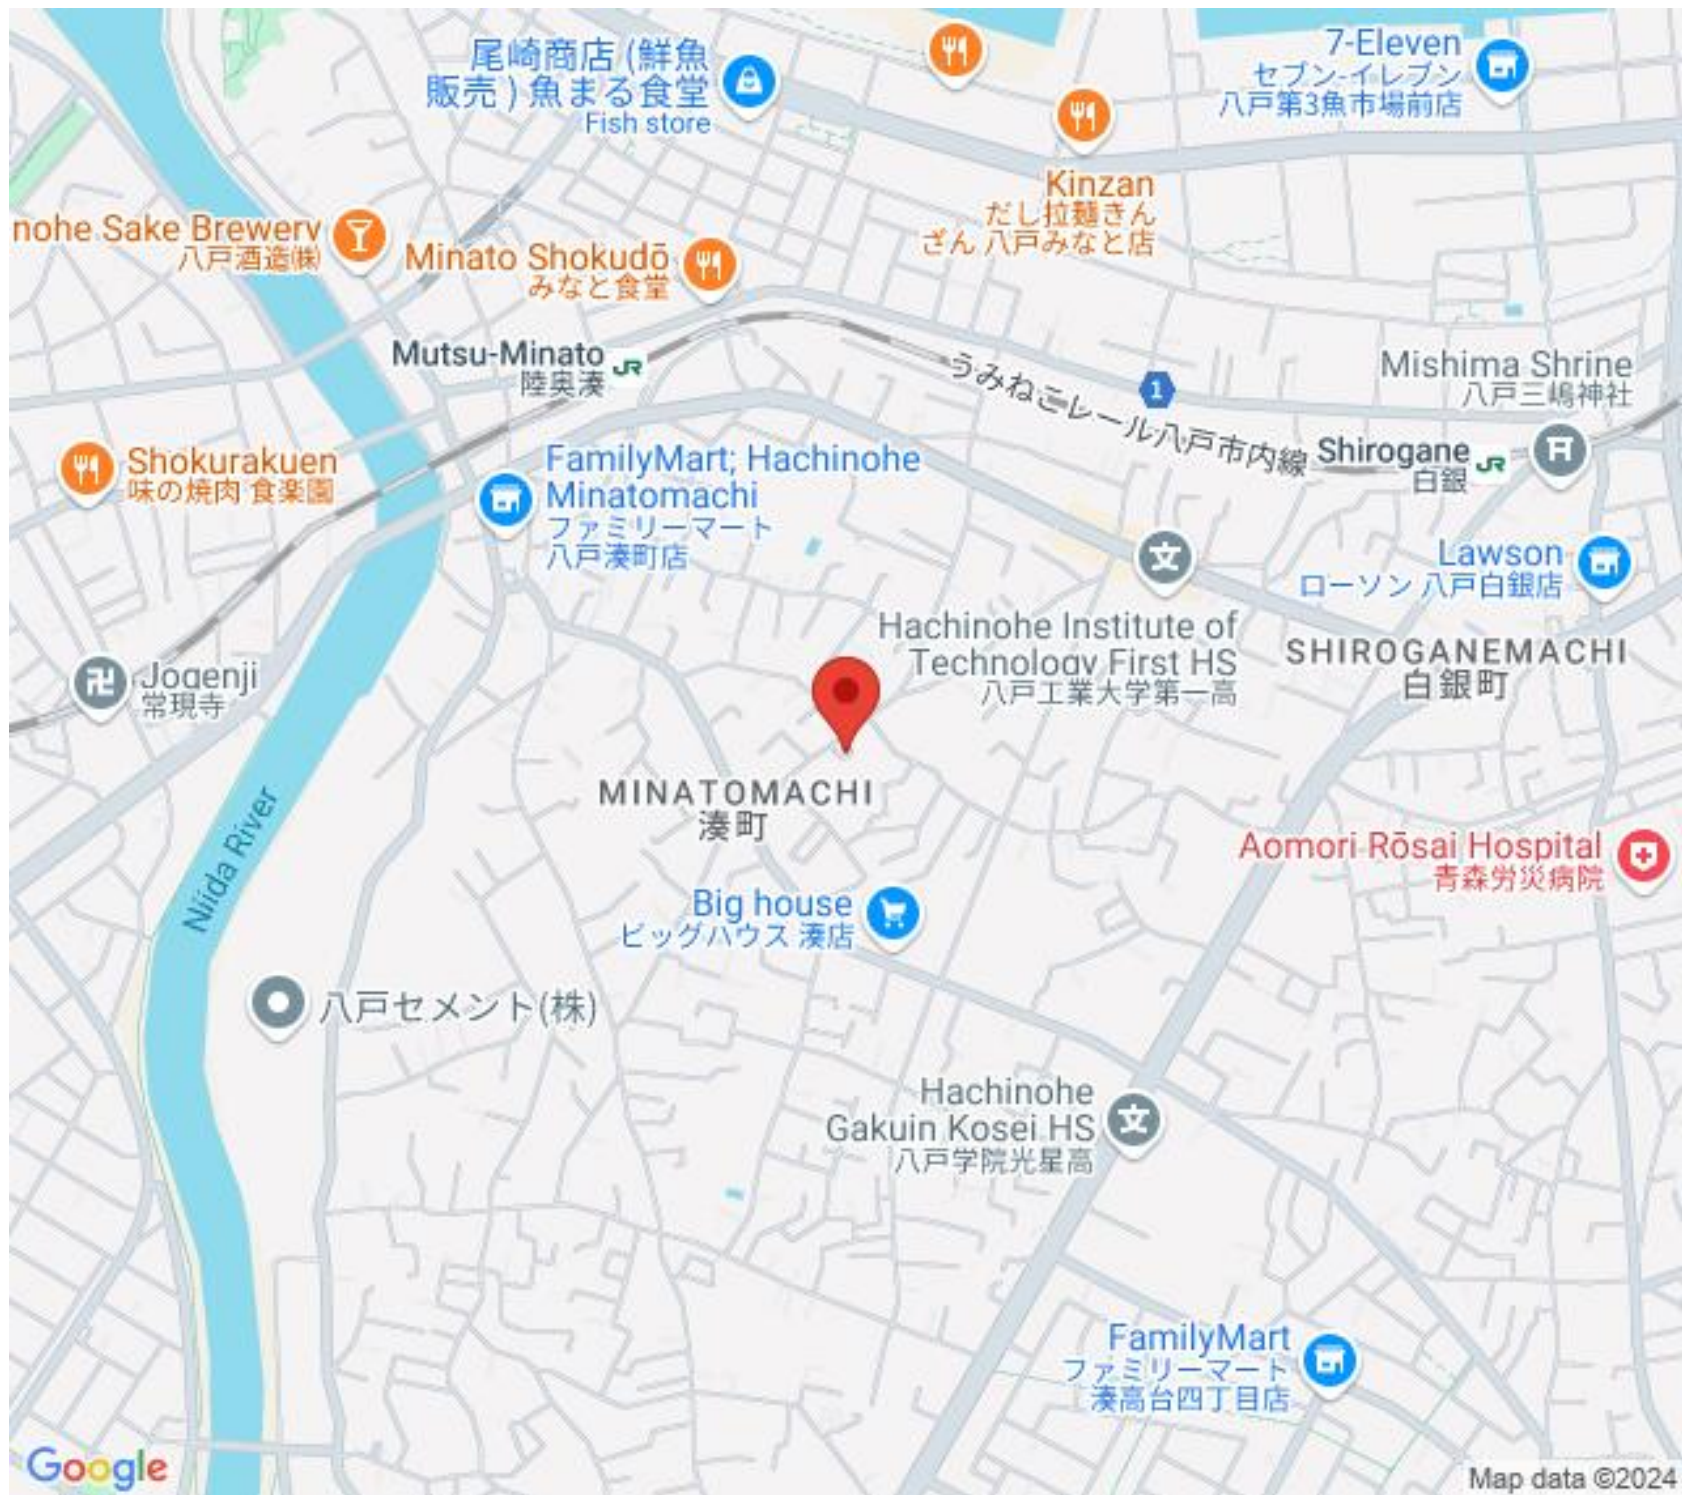 尾崎商店 (鮮魚
販売) 魚まる食堂
Fish store
7-Eleven
セブン-イレブン
八戸第3魚市場前店
Kinzan
だし拉麺きん
ざん 八戸みなと店
nohe Sake Brewery
八戸酒造㈱
Minato Shokudō
みなと食堂
Mutsu-Minato
陸奥湊
JR
うみねこレール八戸市内線
1
Mishima Shrine
八戸三嶋神社
Shirogane
白銀
JR
Shokurakuen
味の焼肉 食楽園
FamilyMart; Hachinohe
Minatomachi
ファミリーマート
八戸湊町店
文
Lawson
ローソン 八戸白銀店
Hachinohe Institute of
Technology First HS
八戸工業大学第一高
SHIROGANEMACHI
白銀町
卍
Jogenji
常現寺
MINATOMACHI
湊町
Niida River
Aomori Rōsai Hospital
青森労災病院
Big house
ビッグハウス 湊店
八戸セメント(株)
Hachinohe
Gakuin Kosei HS
八戸学院光星高
文
FamilyMart
ファミリーマート
湊高台四丁目店
Google
Map data ©2024